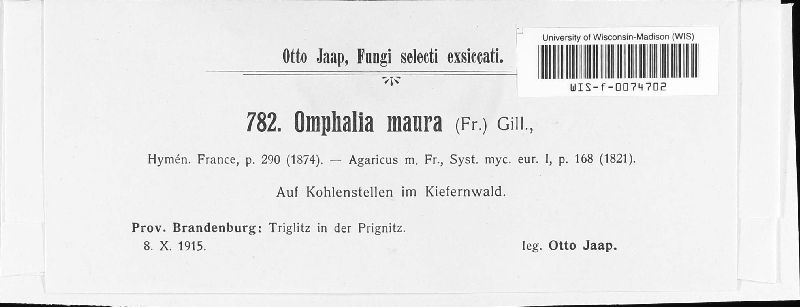 University of Wisconsin-Madison (WIS)
WIS-f-0074702
Otto Jaap, Fungi selecti exsiccati.
782. Omphalia maura (Fr.) Gill.,
Hymén. France, p. 290 (1874). — Agaricus m. Fr., Syst. myc. eur. I, p. 168 (1821).
Auf Kohlenstellen im Kiefernwald.
Prov. Brandenburg: Triglitz in der Prignitz.
8. X. 1915. leg. Otto Jaap.